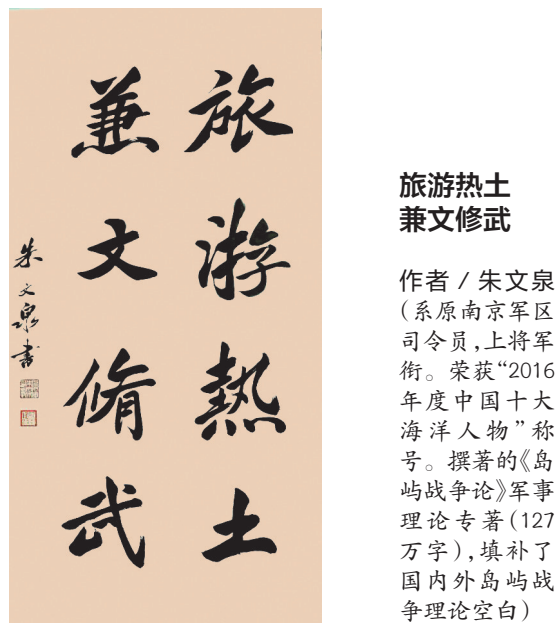 旅游熱土
兼文脩武
朱文泉書
旅游热土
兼文修武
作者 / 朱文泉
(系原南京军区
司令员,上将军
衔。荣获“2016
年度中国十大
海洋人物”称
号。撰著的《岛
屿战争论》军事
理论专著(127
万字),填补了
国内外岛屿战
争理论空白)